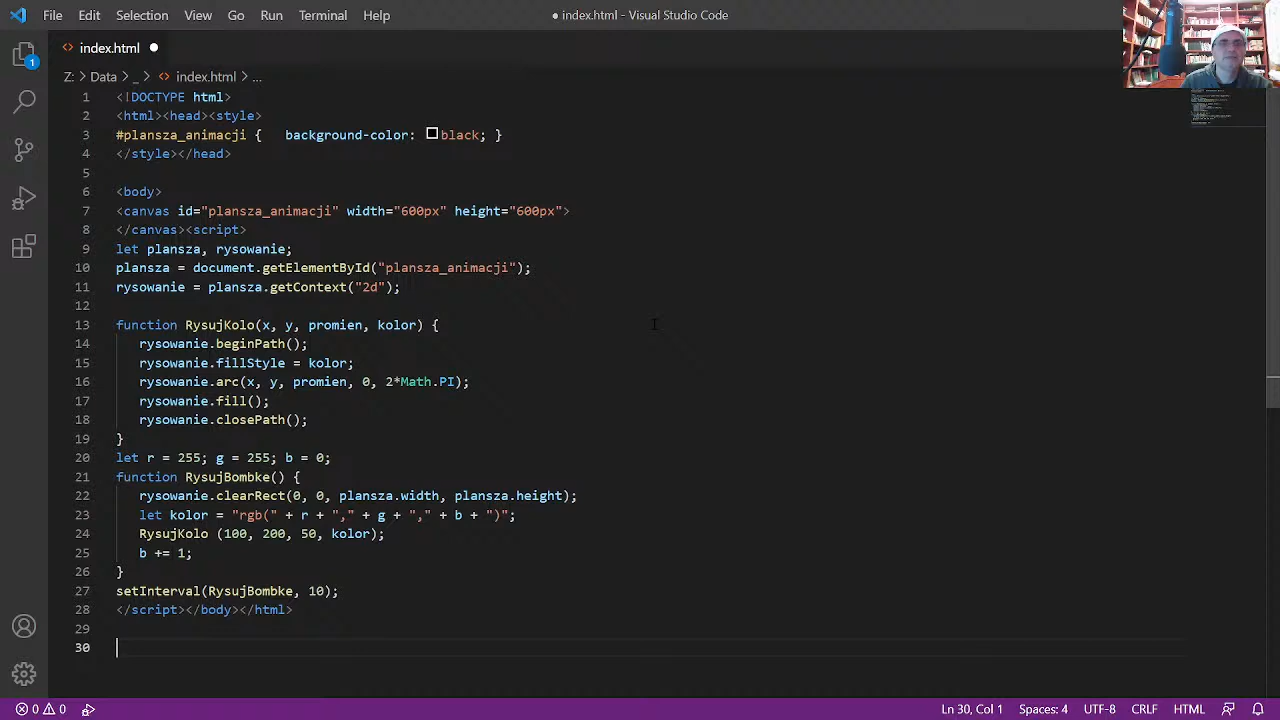 File Edit Selection View Go Run Terminal Help
● index.html - Visual Studio Code
index.html
Z: > Data > _ > index.html > ...
1
1 <!DOCTYPE html>
2 <html><head><style>
3 #plansza_animacji {   background-color: black; }
4 </style></head>
5
6 <body>
7 <canvas id="plansza_animacji" width="600px" height="600px">
8 </canvas><script>
9 let plansza, rysowanie;
10 plansza = document.getElementById("plansza_animacji");
11 rysowanie = plansza.getContext("2d");
12
13 function RysujKolo(x, y, promien, kolor) {
14    rysowanie.beginPath();
15    rysowanie.fillStyle = kolor;
16    rysowanie.arc(x, y, promien, 0, 2*Math.PI);
17    rysowanie.fill();
18    rysowanie.closePath();
19 }
20 let r = 255; g = 255; b = 0;
21 function RysujBombke() {
22    rysowanie.clearRect(0, 0, plansza.width, plansza.height);
23    let kolor = "rgb(" + r + "," + g + "," + b + ")";
24    RysujKolo (100, 200, 50, kolor);
25    b += 1;
26 }
27 setInterval(RysujBombke, 10);
28 </script></body></html>
29
30
0 0 Ln 30, Col 1 Spaces: 4 UTF-8 CRLF HTML